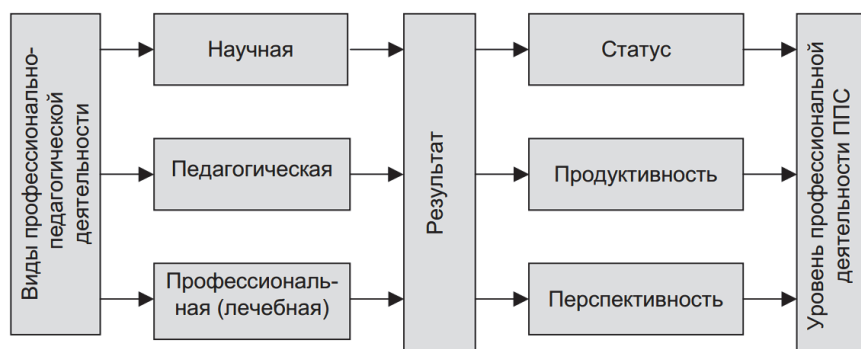 Виды профессионально-
педагогической
деятельности
Научная
Педагогическая
Профессиональ-
ная (лечебная)
Результат
Статус
Продуктивность
Перспективность
Уровень профессиональной
деятельности ППС